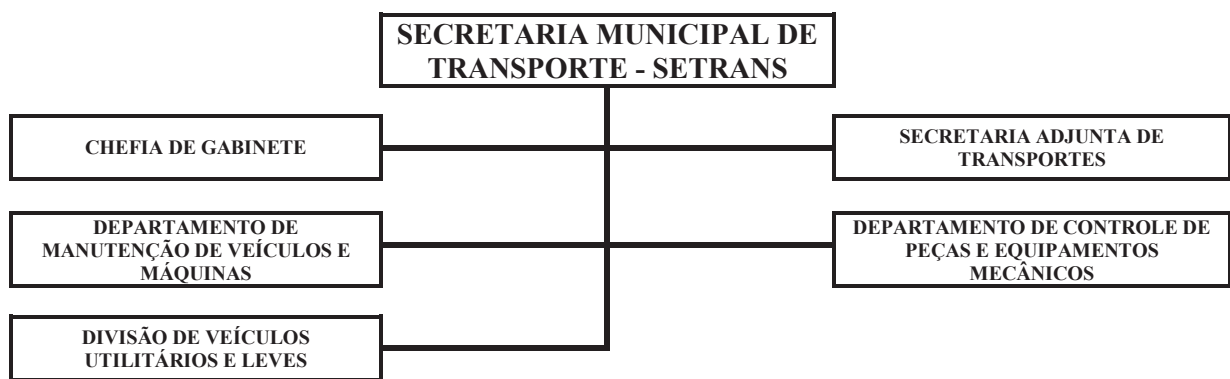 SECRETARIA MUNICIPAL DE
TRANSPORTE - SETRANS
CHEFIA DE GABINETE
SECRETARIA ADJUNTA DE
TRANSPORTES
DEPARTAMENTO DE
MANUTENÇÃO DE VEÍCULOS E
MÁQUINAS
DEPARTAMENTO DE CONTROLE DE
PEÇAS E EQUIPAMENTOS
MECÂNICOS
DIVISÃO DE VEÍCULOS
UTILITÁRIOS E LEVES